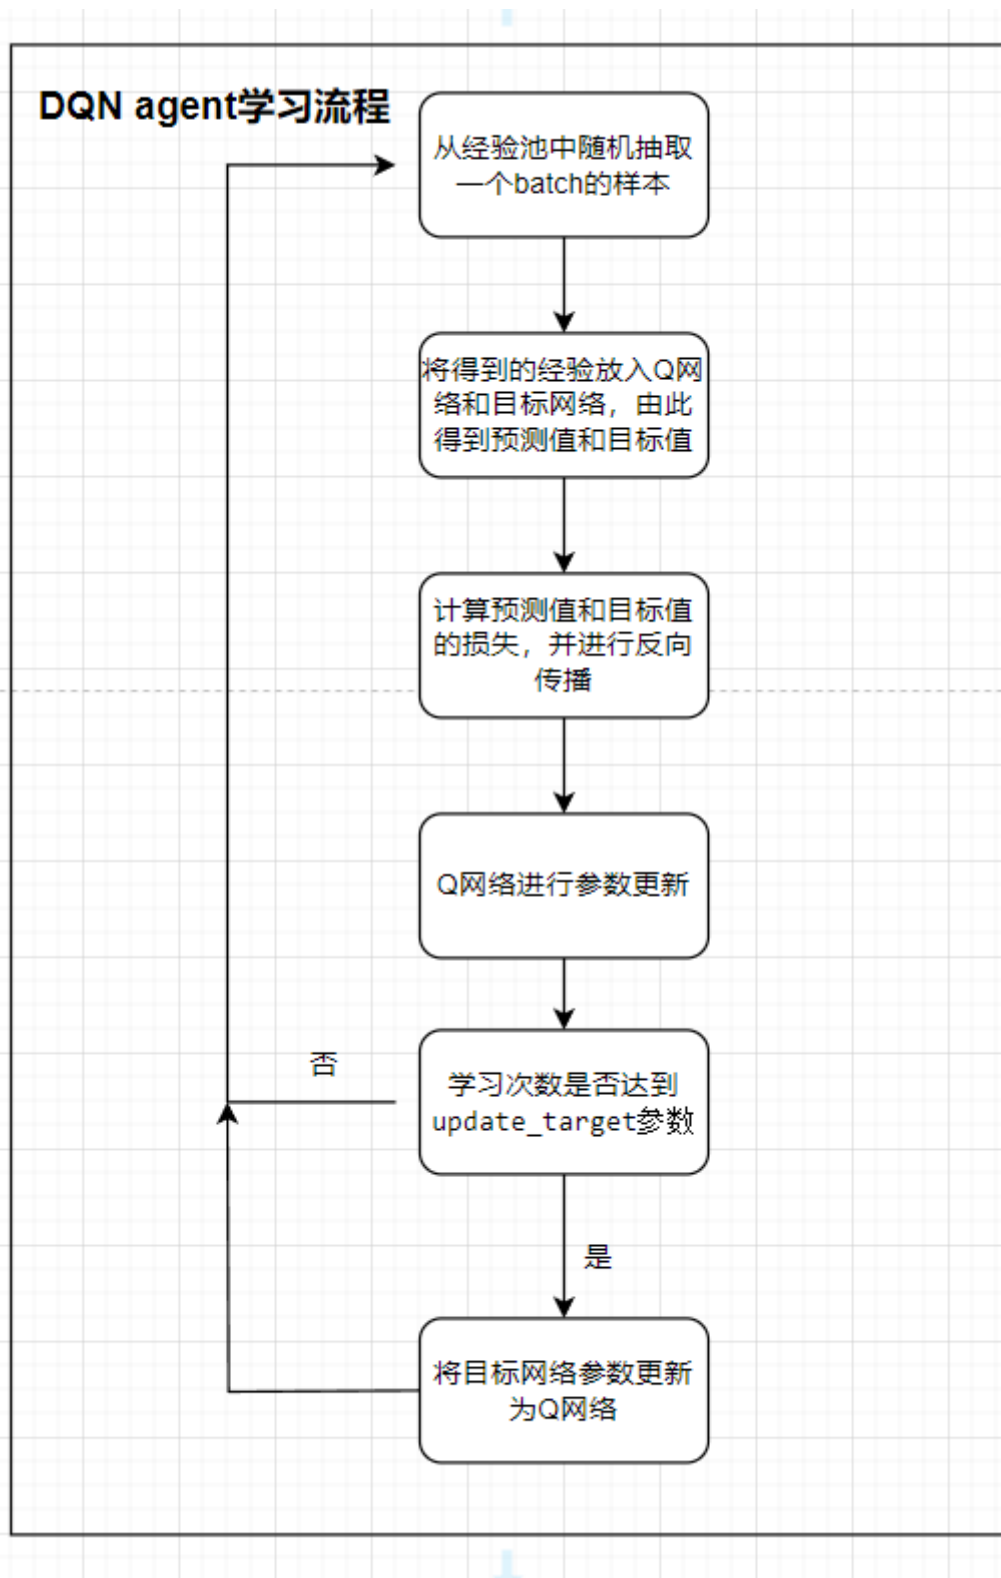 DQN agent学习流程
从经验池中随机抽取
一个batch的样本
将得到的经验放入Q网
络和目标网络，由此
得到预测值和目标值
计算预测值和目标值
的损失，并进行反向
传播
Q网络进行参数更新
否
学习次数是否达到
update_target参数
是
将目标网络参数更新
为Q网络